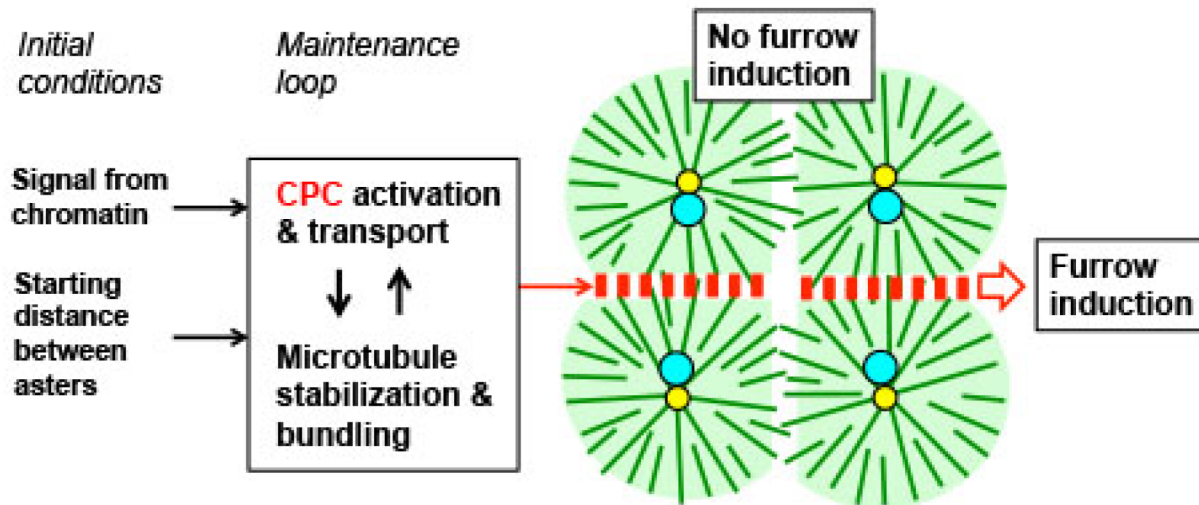 Initial
conditions
Maintenance
loop
Signal from
chromatin
Starting
distance
between
asters
CPC activation
& transport
Microtubule
stabilization &
bundling
No furrow
induction
Furrow
induction